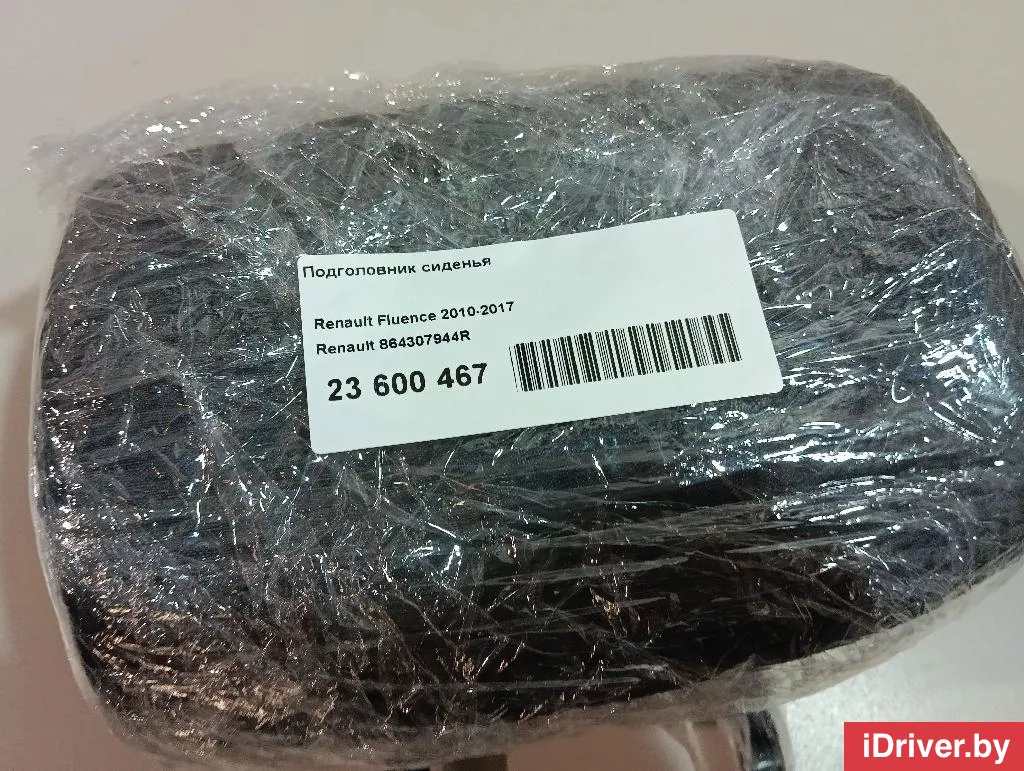 Подголовник сиденья
Renault Fluence 2010-2017
Renault 864307944R
23 600 467
iDriver.by